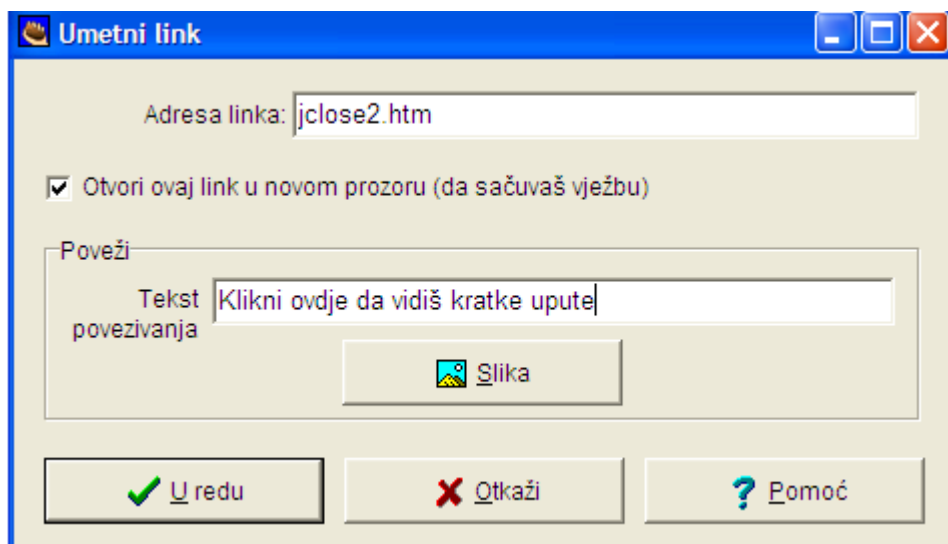 Umetni link
Adresa linka: jclose2.htm
Otvori ovaj link u novom prozoru (da sačuvaš vježbu)
Poveži
Tekst povezivanja
Klikni ovdje da vidiš kratke upute
Slika
U redu
Otkaži
Pomoć